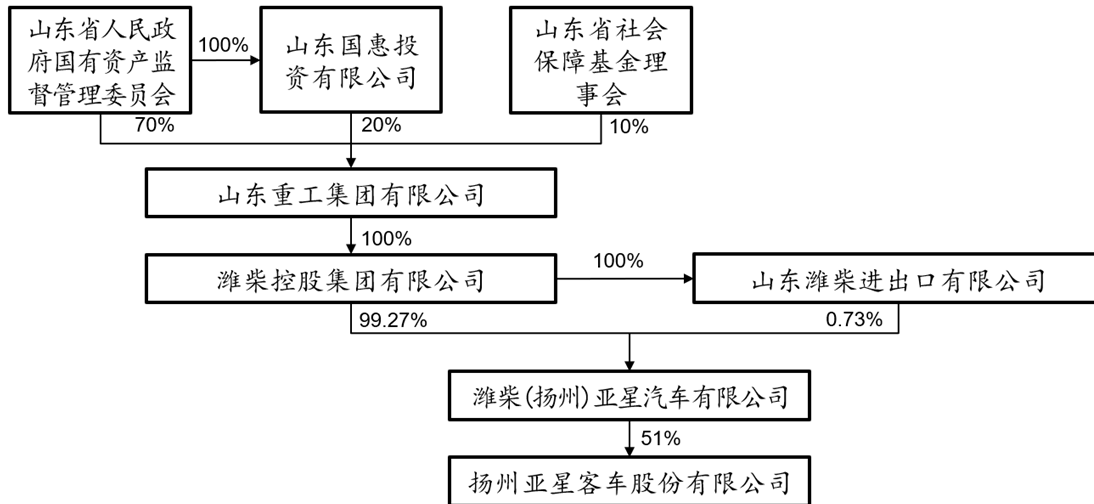 山东省人民政
府国有资产监
督管理委员会
100%
山东国惠投
资有限公司
山东省社会
保障基金理
事会
70%
20%
10%
山东重工集团有限公司
100%
潍柴控股集团有限公司
100%
山东潍柴进出口有限公司
99.27%
0.73%
潍柴(扬州)亚星汽车有限公司
51%
扬州亚星客车股份有限公司